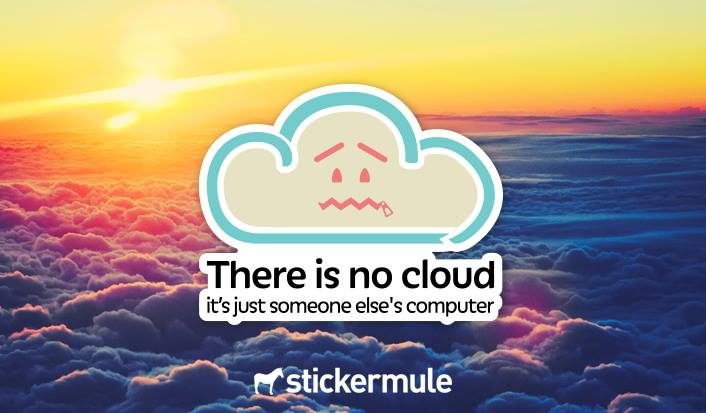 There is no cloud
it's just someone else's computer
stickermule